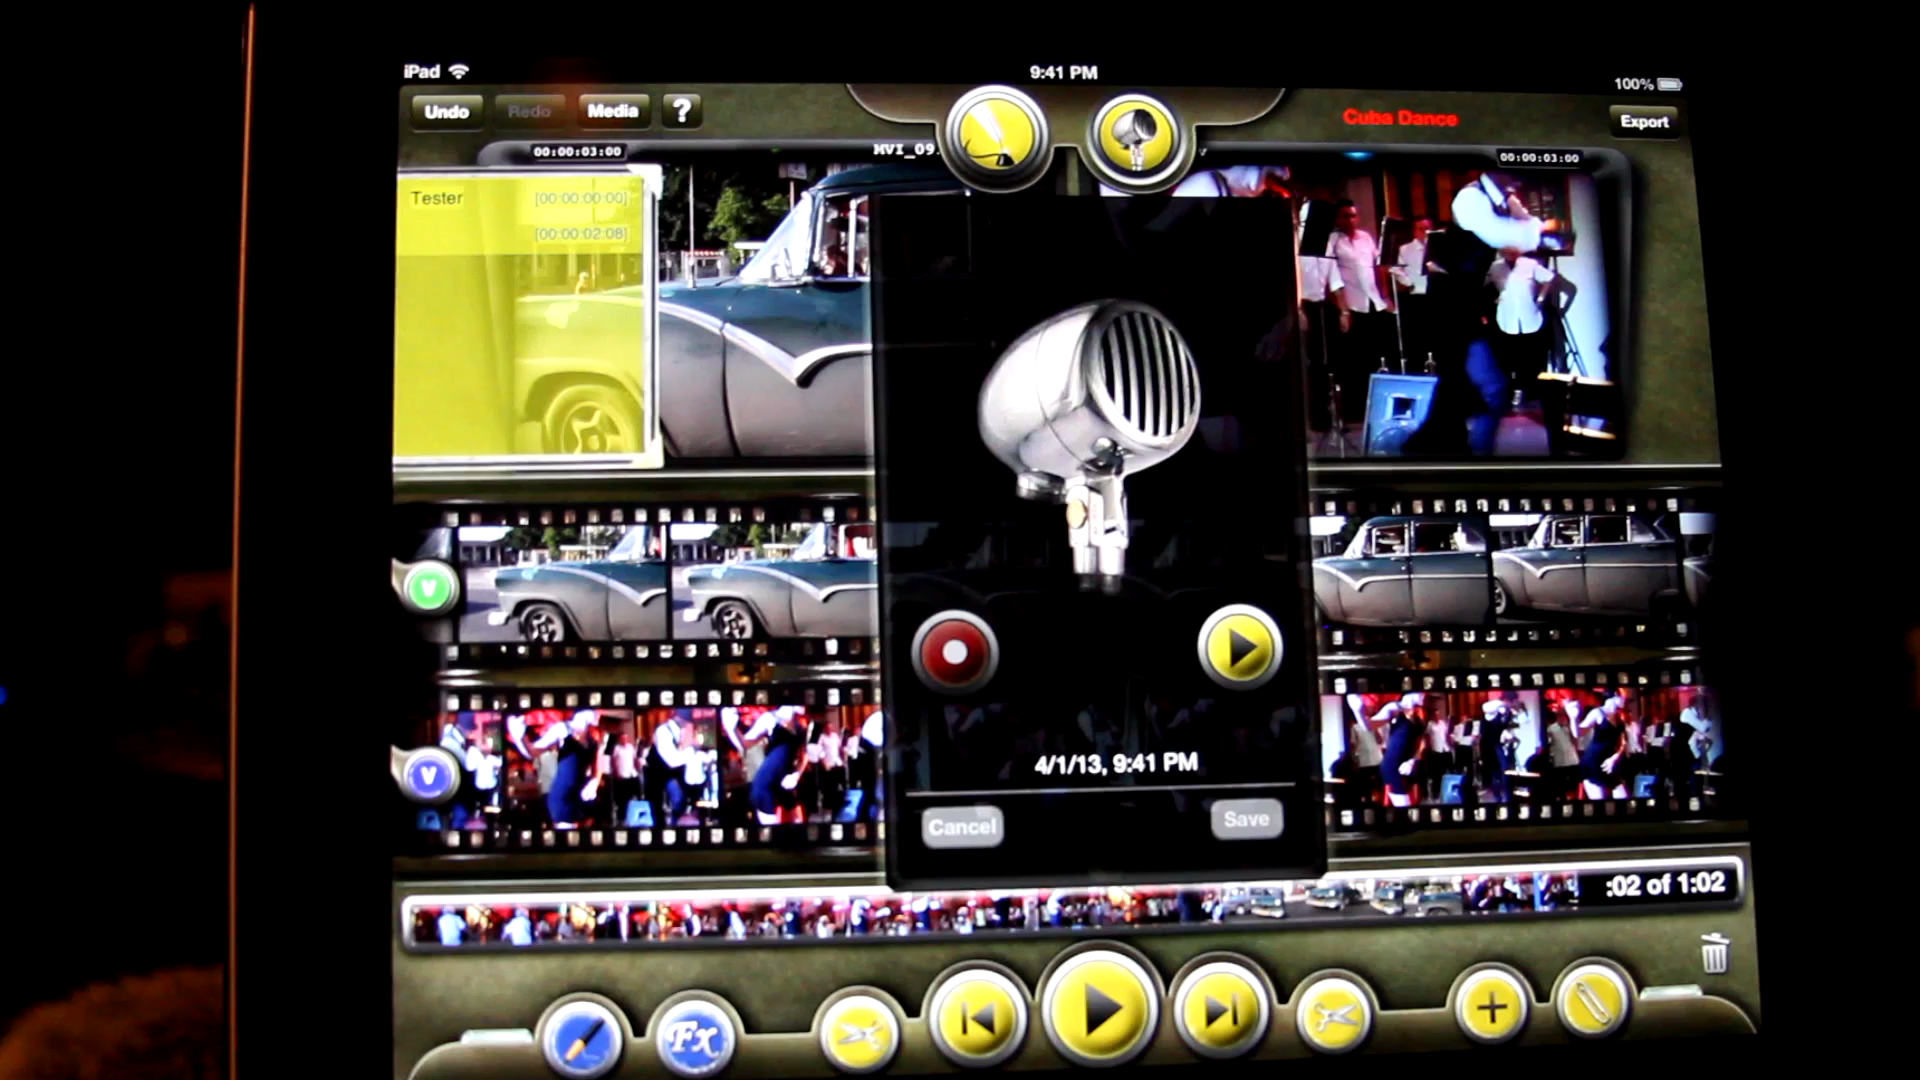 iPad
9:41 PM
100%
Undo
Redo
Media
?
Cuba Dance
Export
00:00:03:00
MVI_09
00:00:03:00
Tester
[00:00:00:00]
[00:00:02:08]
V
V
4/1/13, 9:41 PM
Cancel
Save
:02 of 1:02
Fx